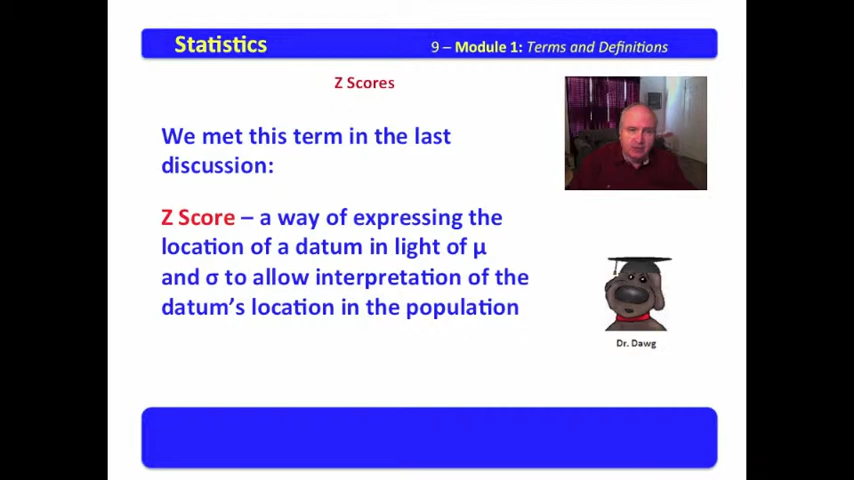 Statistics
9 – Module 1: Terms and Definitions
Z Scores
We met this term in the last
discussion:
Z Score – a way of expressing the
location of a datum in light of μ
and σ to allow interpretation of the
datum's location in the population
Dr. Dawg